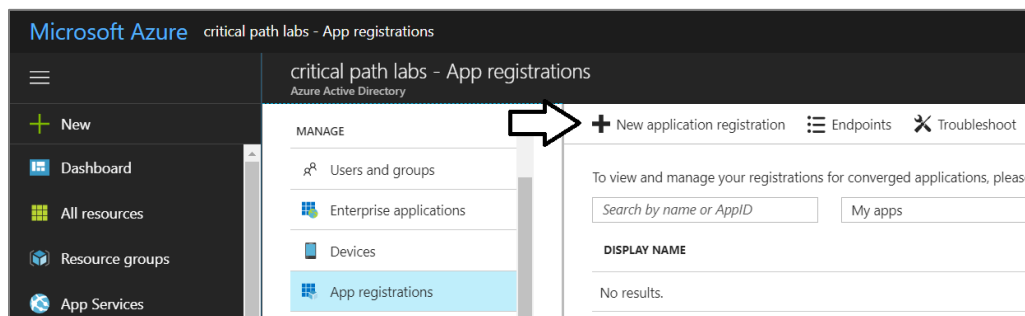 Microsoft Azure critical path labs - App registrations
critical path labs - App registrations
Azure Active Directory
New
Dashboard
All resources
Resource groups
App Services
MANAGE
Users and groups
Enterprise applications
Devices
App registrations
New application registration Endpoints Troubleshoot
To view and manage your registrations for converged applications, pleas
Search by name or AppID My apps
DISPLAY NAME
No results.